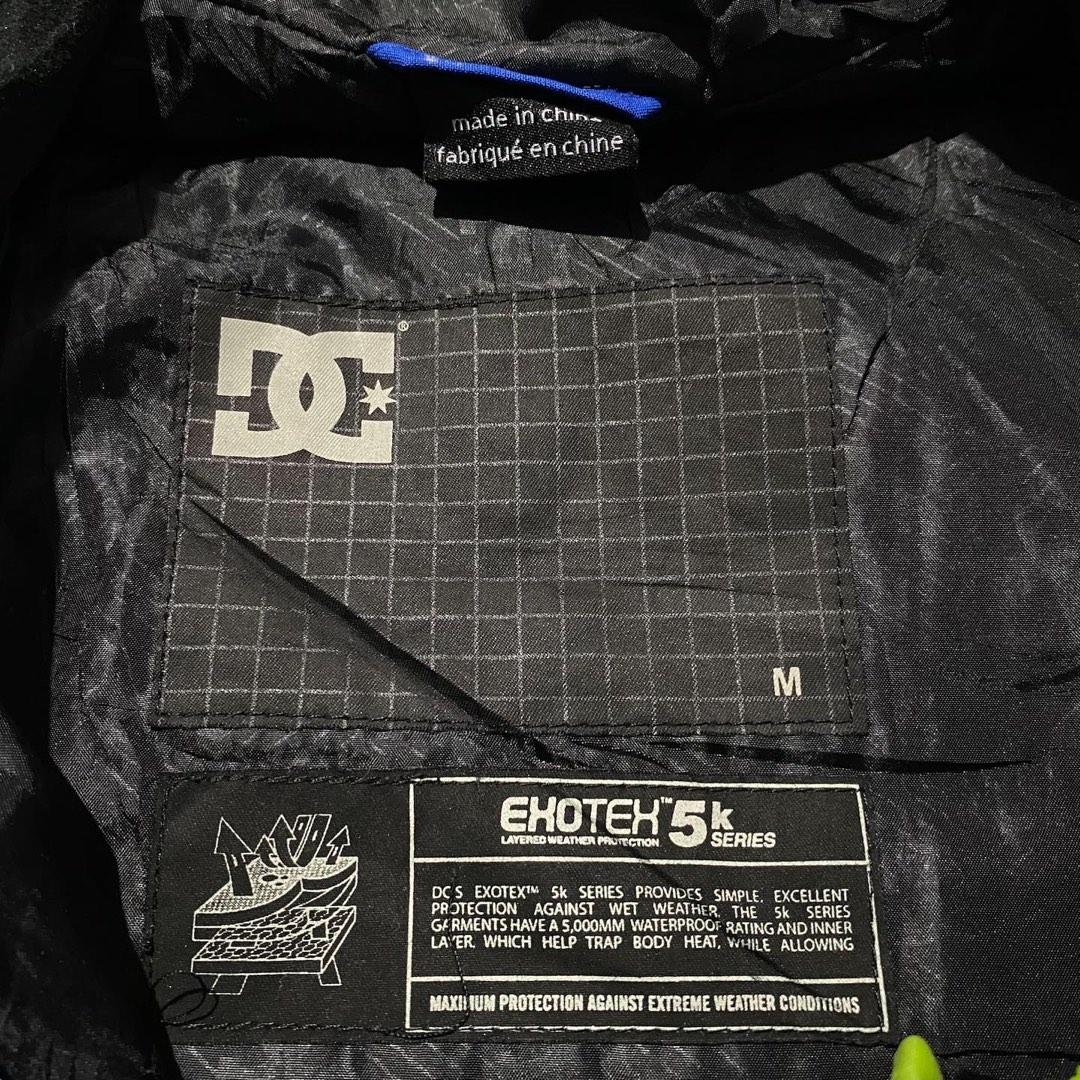 made in china
fabriqué en chine
DC®
M
EXOTEX™ 5k SERIES
LAYERED WEATHER PROTECTION
DC'S EXOTEX™ 5k SERIES PROVIDES SIMPLE, EXCELLENT
PROTECTION AGAINST WET WEATHER. THE 5k SERIES
GARMENTS HAVE A 5,000MM WATERPROOF RATING AND INNER
LAYER, WHICH HELP TRAP BODY HEAT, WHILE ALLOWING
MAXIMUM PROTECTION AGAINST EXTREME WEATHER CONDITIONS